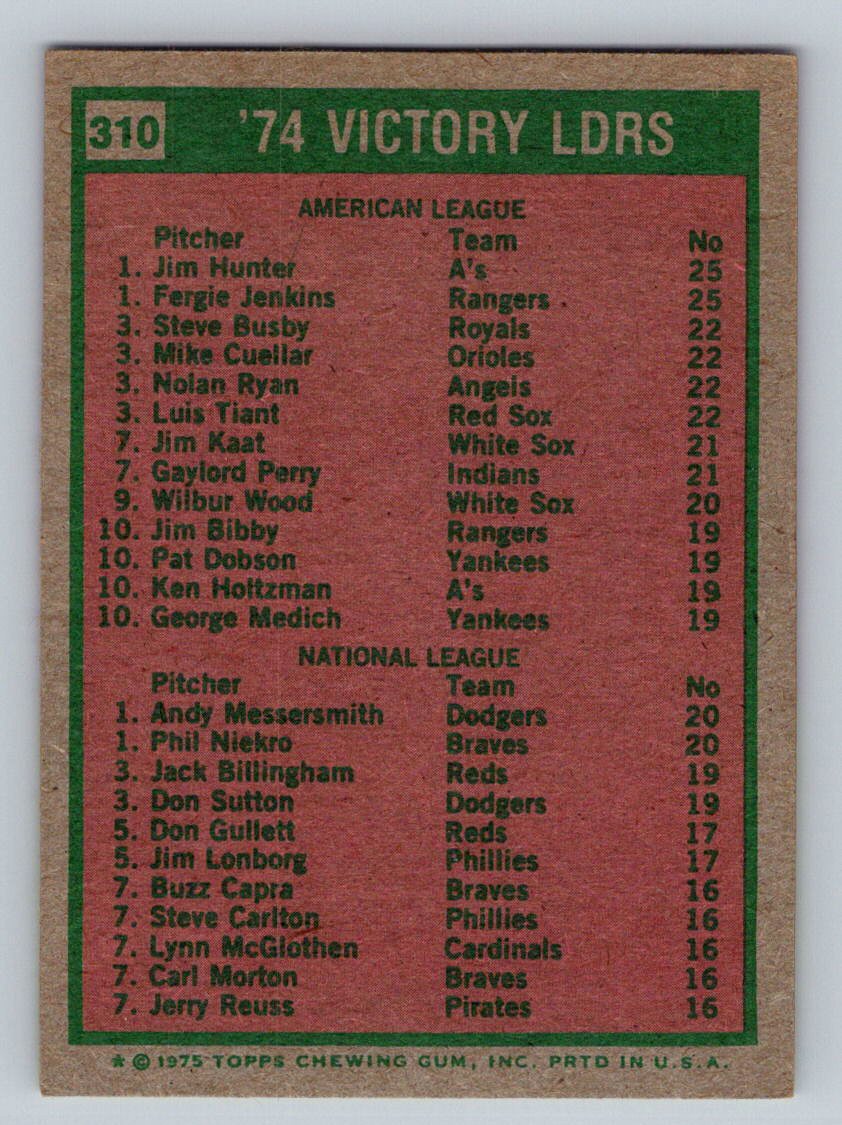 310 '74 VICTORY LDRS
AMERICAN LEAGUE
Pitcher Team No
1. Jim Hunter A's 25
1. Fergie Jenkins Rangers 25
3. Steve Busby Royals 22
3. Mike Cuellar Orioles 22
3. Nolan Ryan Angels 22
3. Luis Tiant Red Sox 22
7. Jim Kaat White Sox 21
7. Gaylord Perry Indians 21
9. Wilbur Wood White Sox 20
10. Jim Bibby Rangers 19
10. Pat Dobson Yankees 19
10. Ken Holtzman A's 19
10. George Medich Yankees 19
NATIONAL LEAGUE
Pitcher Team No
1. Andy Messersmith Dodgers 20
1. Phil Niekro Braves 20
3. Jack Billingham Reds 19
3. Don Sutton Dodgers 19
5. Don Gullett Reds 17
5. Jim Lonborg Phillies 17
7. Buzz Capra Braves 16
7. Steve Carlton Phillies 16
7. Lynn McGlothen Cardinals 16
7. Carl Morton Braves 16
7. Jerry Reuss Pirates 16
* © 1975 TOPPS CHEWING GUM, INC. PRTD IN U.S.A.